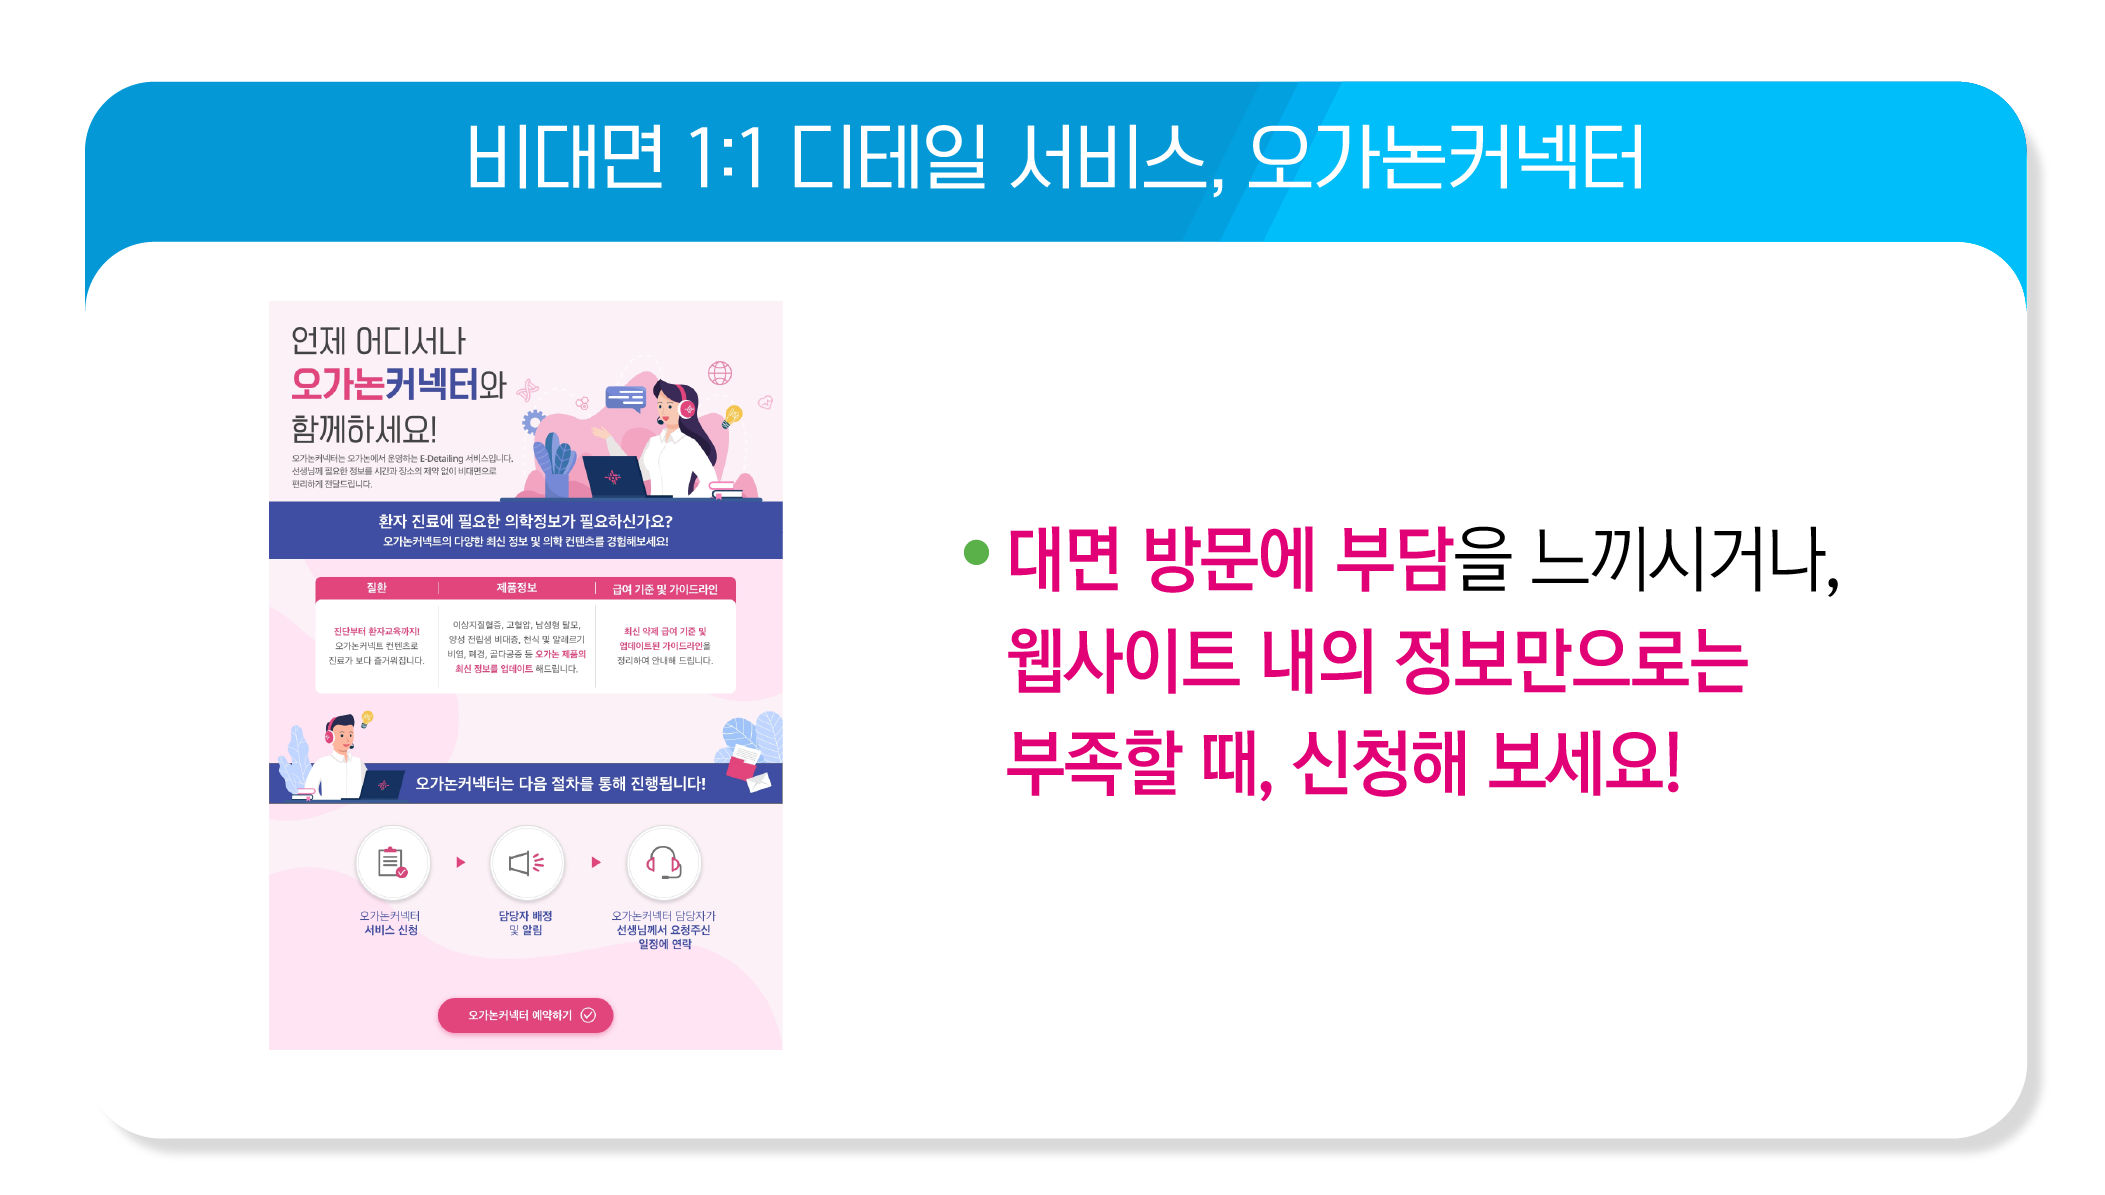 비대면 1:1 디테일 서비스, 오가논커넥터
언제 어디서나
오가논커넥터와
함께하세요!
오가논커넥터는 오가논에서 운영하는 E-Detailing 서비스입니다.
선생님께 필요한 정보를 시간과 장소의 제약 없이 비대면으로
편리하게 전달드립니다.
환자 진료에 필요한 의학정보가 필요하신가요?
오가논커넥트의 다양한 최신 정보 및 의학 컨텐츠를 경험해보세요!
질환
진단부터 환자교육까지!
오가논커넥트 컨텐츠로
진료가 보다 즐거워집니다.
제품정보
이상지질혈증, 고혈압, 남성형 탈모,
양성 전립샘 비대증, 천식 및 알레르기
비염, 폐경, 골다공증 등 오가논 제품의
최신 정보를 업데이트 해드립니다.
급여 기준 및 가이드라인
최신 약제 급여 기준 및
업데이트된 가이드라인을
정리하여 안내해 드립니다.
오가논커넥터는 다음 절차를 통해 진행됩니다!
오가논커넥터
서비스 신청
담당자 배정
및 알림
오가논커넥터 담당자가
선생님께서 요청주신
일정에 연락
오가논커넥터 예약하기
• 대면 방문에 부담을 느끼시거나,
웹사이트 내의 정보만으로는
부족할 때, 신청해 보세요!